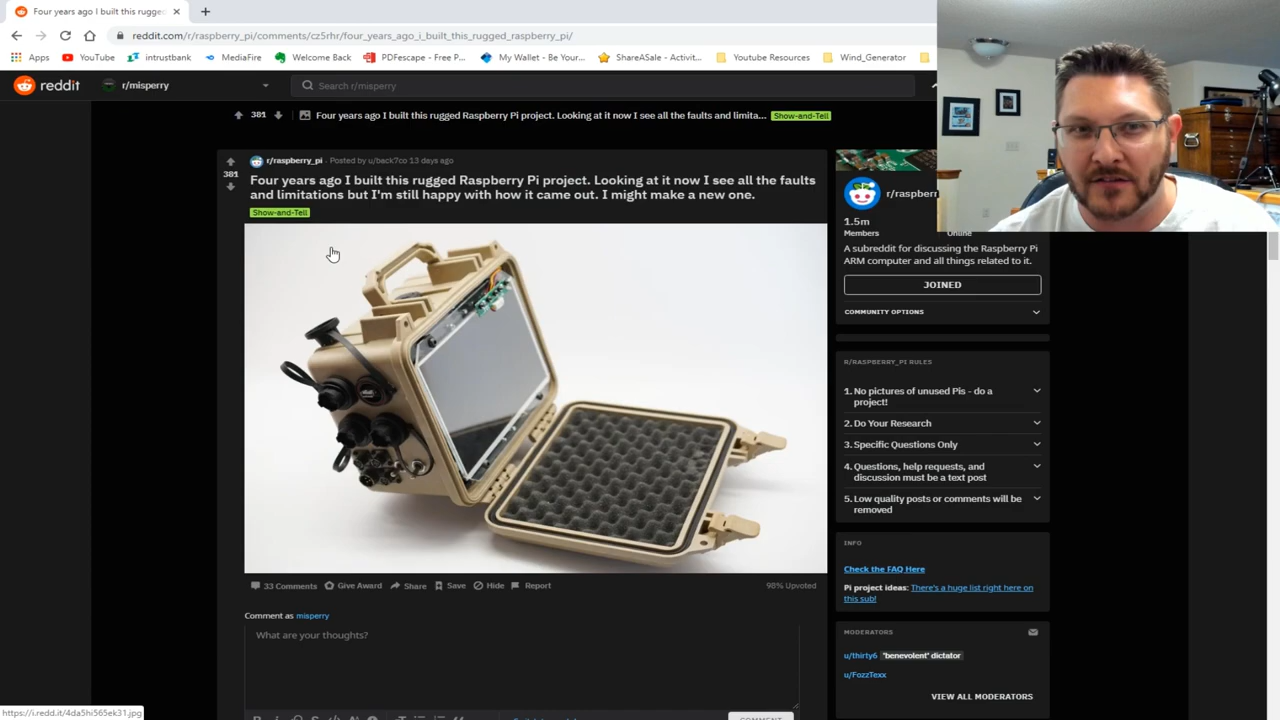 Four years ago I built this rugged
reddit.com/r/raspberry_pi/comments/cz5rhr/four_years_ago_i_built_this_rugged_raspberry_pi/
Apps YouTube intrustbank MediaFire Welcome Back PDFescape - Free P... My Wallet - Be Your... ShareASale - Activit... Youtube Resources Wind_Generator
reddit r/misperry Search r/misperry
381 Four years ago I built this rugged Raspberry Pi project. Looking at it now I see all the faults and limita... Show-and-Tell
r/raspberry_pi · Posted by u/back7co 13 days ago
381
Four years ago I built this rugged Raspberry Pi project. Looking at it now I see all the faults
and limitations but I'm still happy with how it came out. I might make a new one.
Show-and-Tell
33 Comments Give Award Share Save Hide Report 98% Upvoted
Comment as misperry
What are your thoughts?
COMMENT
https://i.redd.it/4da5hi565ek31.jpg
r/raspberr
1.5m
Members Online
A subreddit for discussing the Raspberry Pi
ARM computer and all things related to it.
JOINED
COMMUNITY OPTIONS
R/RASPBERRY_PI RULES
1. No pictures of unused Pis - do a
project!
2. Do Your Research
3. Specific Questions Only
4. Questions, help requests, and
discussion must be a text post
5. Low quality posts or comments will be
removed
INFO
Check the FAQ Here
Pi project ideas: There's a huge list right here on
this sub!
MODERATORS
u/thirty6 "benevolent" dictator
u/FozzTexx
VIEW ALL MODERATORS